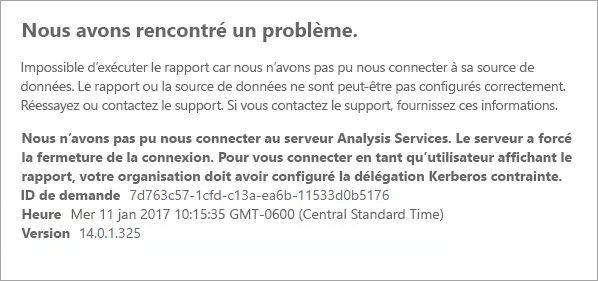 Nous avons rencontré un problème.
Impossible d’exécuter le rapport car nous n’avons pas pu nous connecter à sa source de
données. Le rapport ou la source de données ne sont peut-être pas configurés correctement.
Réessayez ou contactez le support. Si vous contactez le support, fournissez ces informations.
Nous n’avons pas pu nous connecter au serveur Analysis Services. Le serveur a forcé
la fermeture de la connexion. Pour vous connecter en tant qu’utilisateur affichant le
rapport, votre organisation doit avoir configuré la délégation Kerberos contrainte.
ID de demande 7d763c57-1cfd-c13a-ea6b-11533d0b5176
Heure Mer 11 jan 2017 10:15:35 GMT-0600 (Central Standard Time)
Version 14.0.1.325